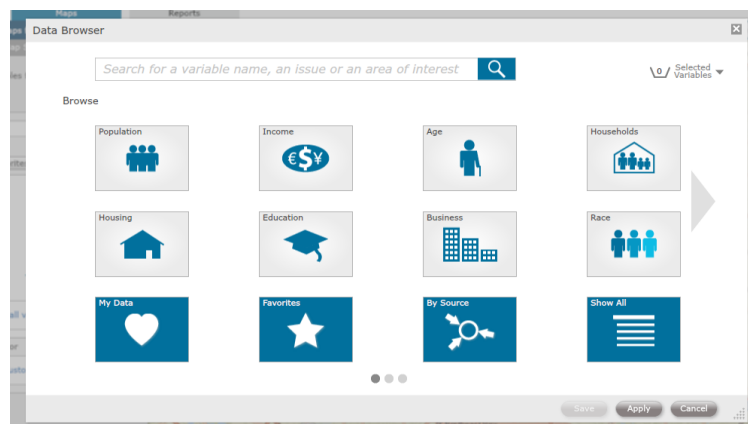 Maps Reports
Data Browser
Search for a variable name, an issue or an area of interest
0 Selected Variables
Browse
Population Income Age Households
€$¥
Housing Education Business Race
My Data Favorites By Source Show All
Save Apply Cancel